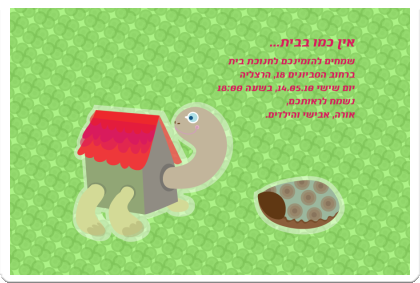 אין כמו בבית...
שמחים להזמינכם לחנוכת בית
ברחוב הסביונים 18, הרצליה
יום שישי 14.05.10, בשעה 18:00
נשמח לראותכם,
אורה, אבישי והילדים.